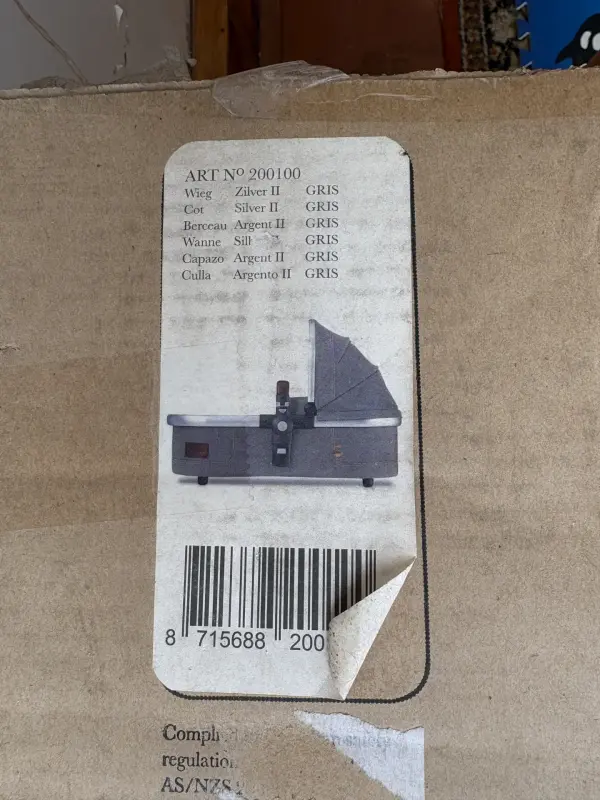 ART Nº 200100
Wieg Zilver II GRIS
Cot Silver II GRIS
Berceau Argent II GRIS
Wanne Sil GRIS
Capazo Argent II GRIS
Culla Argento II GRIS
8 715688 200
regulation
AS/NZS